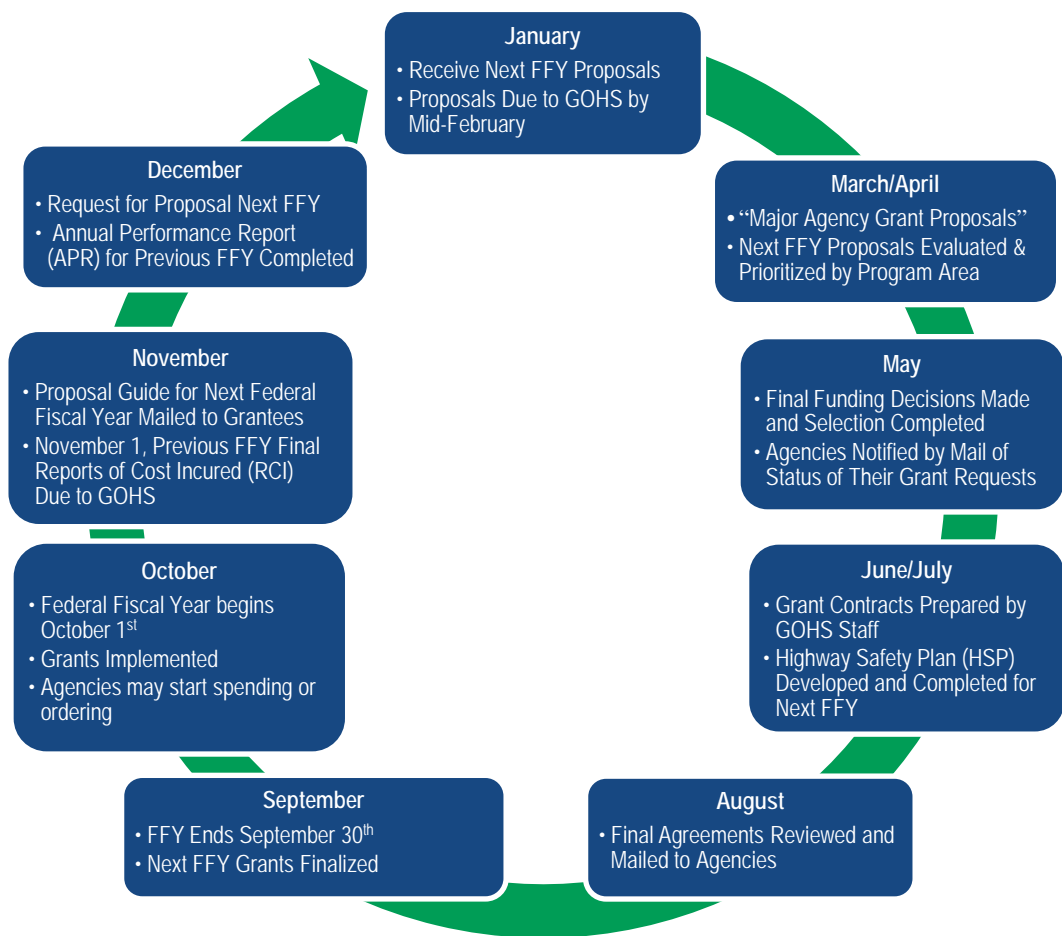 January
• Receive Next FFY Proposals
• Proposals Due to GOHS by
Mid-February
March/April
• “Major Agency Grant Proposals”
• Next FFY Proposals Evaluated &
Prioritized by Program Area
May
• Final Funding Decisions Made
and Selection Completed
• Agencies Notified by Mail of
Status of Their Grant Requests
June/July
• Grant Contracts Prepared by
GOHS Staff
• Highway Safety Plan (HSP)
Developed and Completed for
Next FFY
August
• Final Agreements Reviewed and
Mailed to Agencies
September
• FFY Ends September 30th
• Next FFY Grants Finalized
October
• Federal Fiscal Year begins
October 1st
• Grants Implemented
• Agencies may start spending or
ordering
November
• Proposal Guide for Next Federal
Fiscal Year Mailed to Grantees
• November 1, Previous FFY Final
Reports of Cost Incured (RCI)
Due to GOHS
December
• Request for Proposal Next FFY
• Annual Performance Report
(APR) for Previous FFY Completed